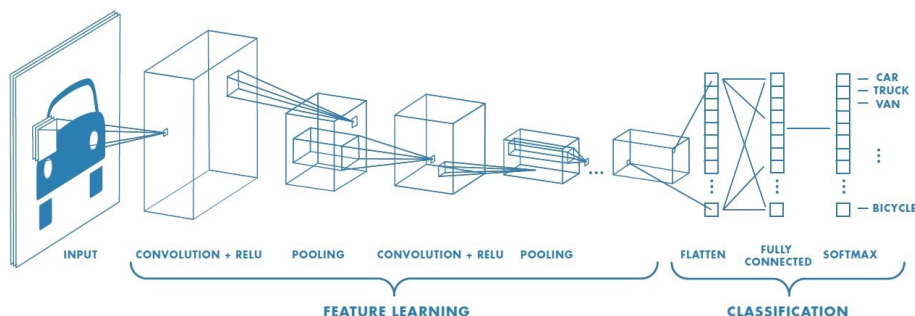 CAR
TRUCK
VAN
BICYCLE
INPUT
CONVOLUTION + RELU
POOLING
CONVOLUTION + RELU
POOLING
FLATTEN
FULLY
CONNECTED
SOFTMAX
FEATURE LEARNING
CLASSIFICATION